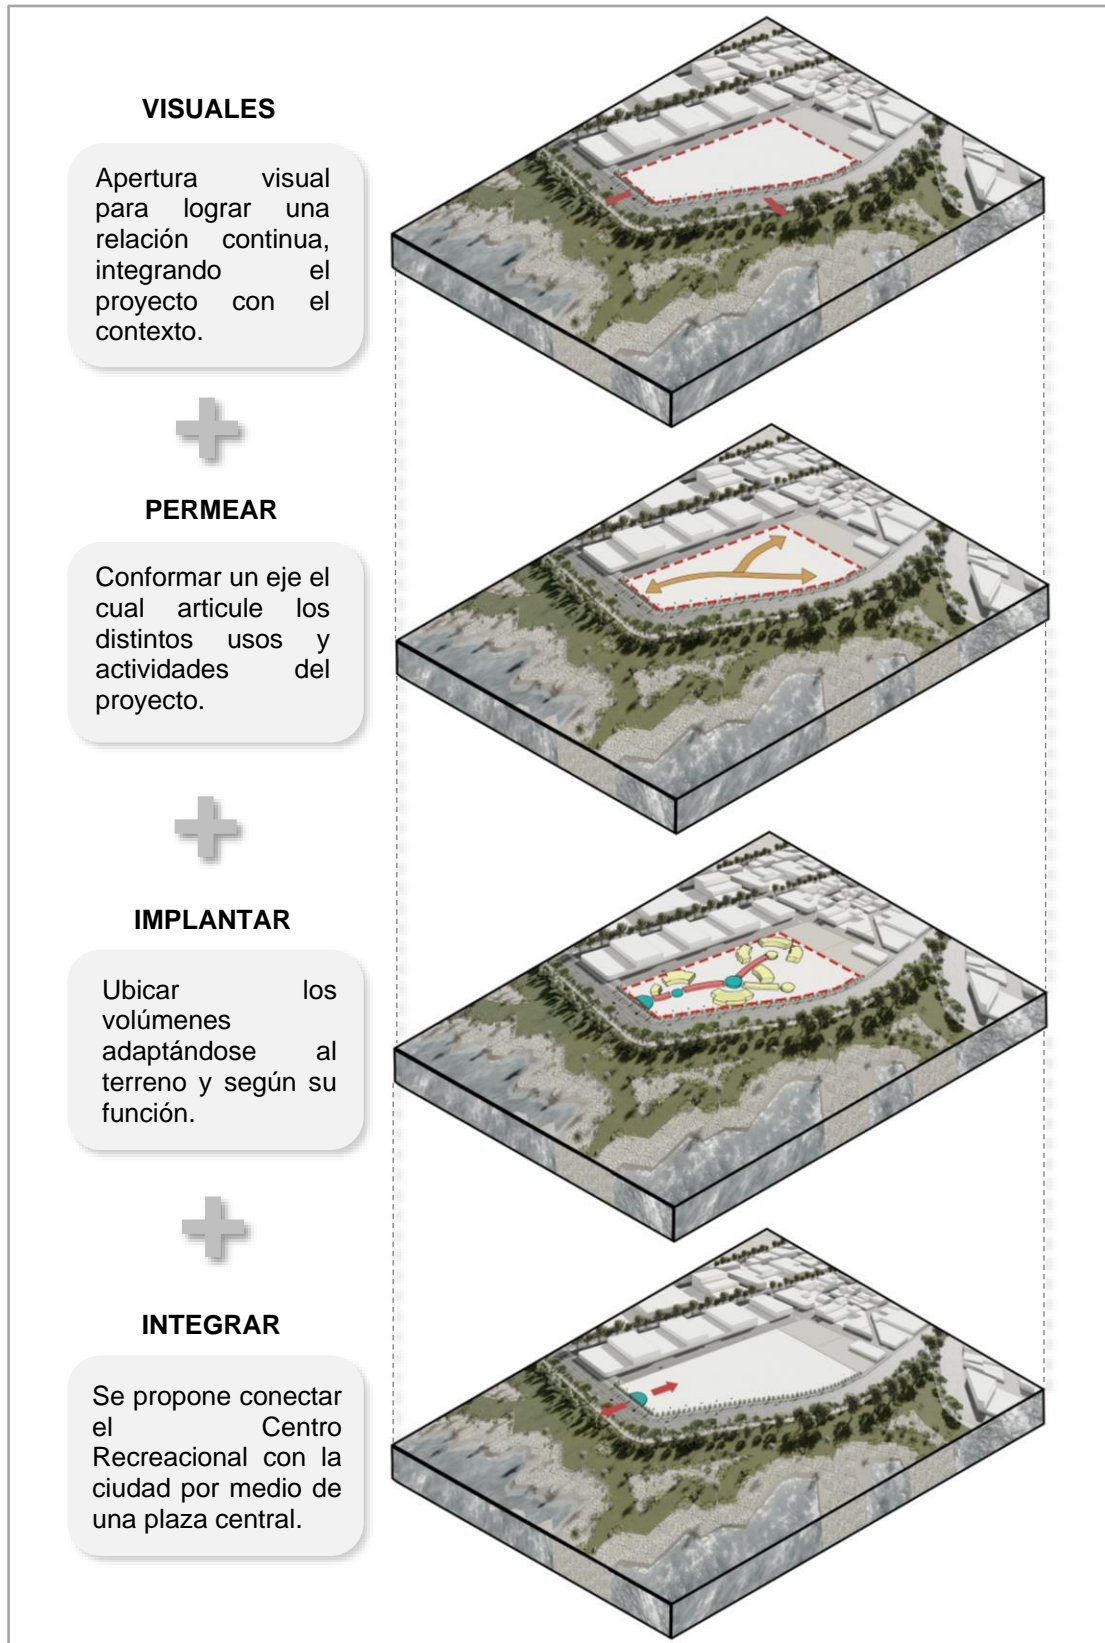 VISUALES
Apertura visual
para lograr una
relación continua,
integrando el
proyecto con el
contexto.
PERMEAR
Conformar un eje el
cual articule los
distintos usos y
actividades del
proyecto.
IMPLANTAR
Ubicar los
volúmenes
adaptándose al
terreno y según su
función.
INTEGRAR
Se propone conectar
el Centro
Recreacional con la
ciudad por medio de
una plaza central.